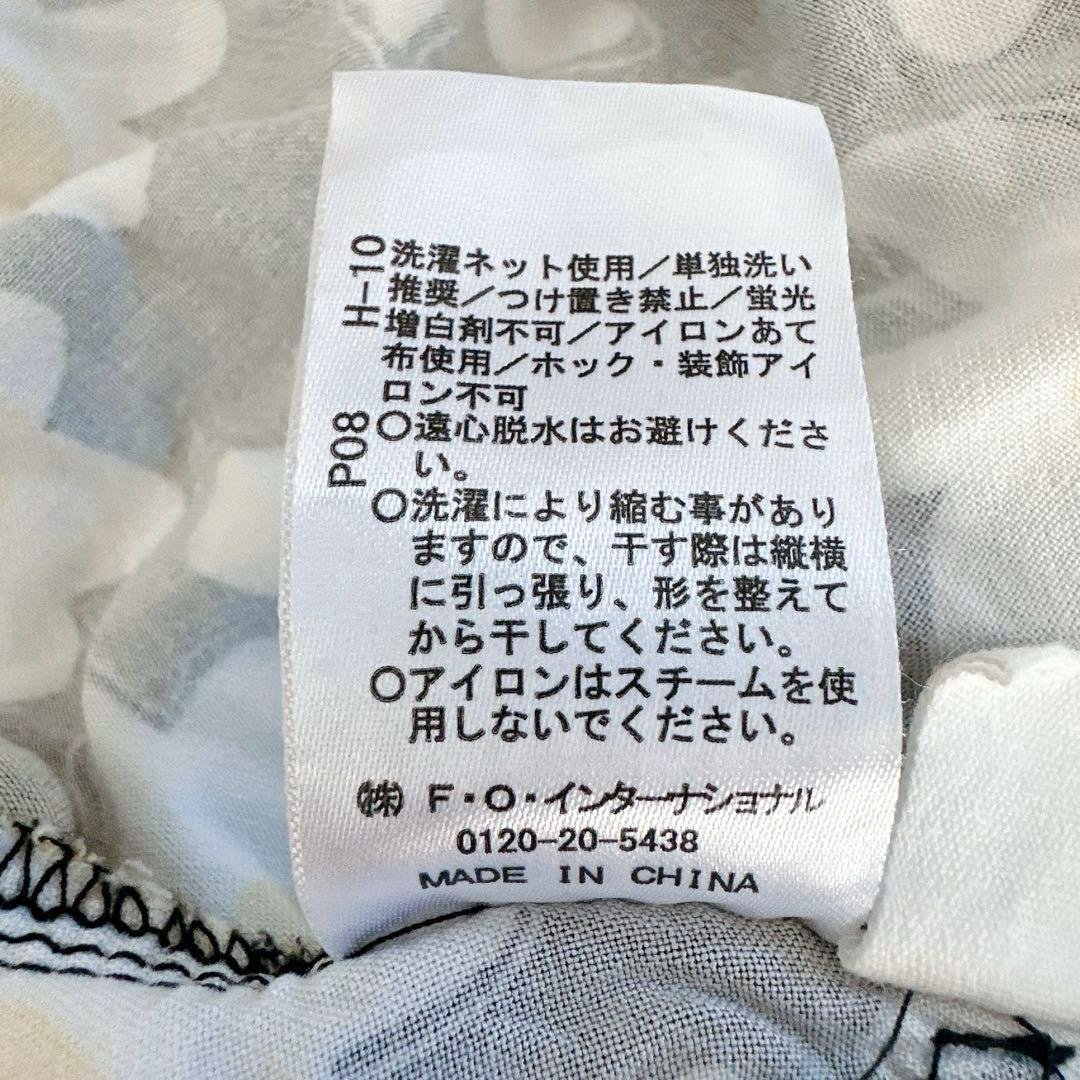 H-10
洗濯ネット使用/単独洗い
推奨/つけ置き禁止/蛍光
増白剤不可/アイロンあて
布使用/ホック・装飾アイ
ロン不可
P08
○遠心脱水はお避けくださ
い。
○洗濯により縮む事があり
ますので、干す際は縦横
に引っ張り、形を整えて
から干してください。
○アイロンはスチームを使
用しないでください。
㈱ F・O・インターナショナル
0120-20-5438
MADE IN CHINA